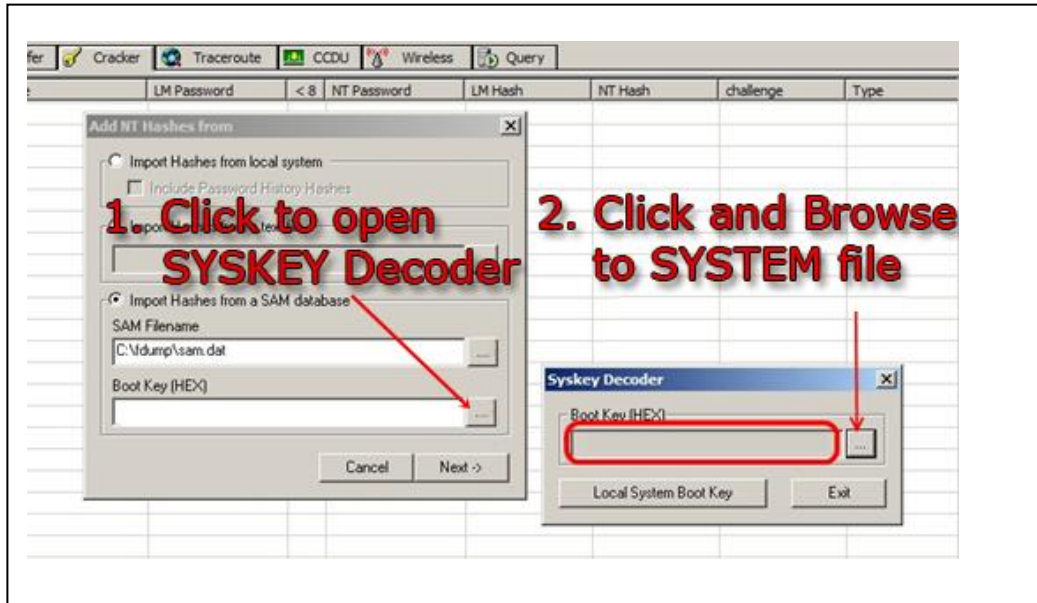 fer Cracker Traceroute CCDU Wireless Query
LM Password < 8 NT Password LM Hash NT Hash challenge Type
Add NT Hashes from
Import Hashes from local system
Include Password History Hashes
1. Click to open
SYSKEY Decoder
2. Click and Browse
to SYSTEM file
Import Hashes from a SAM database
SAM Filename
C:\fdump\sam.dat
...
Boot Key (HEX)
...
Cancel Next ->
Syskey Decoder
Boot Key (HEX)
...
Local System Boot Key Exit